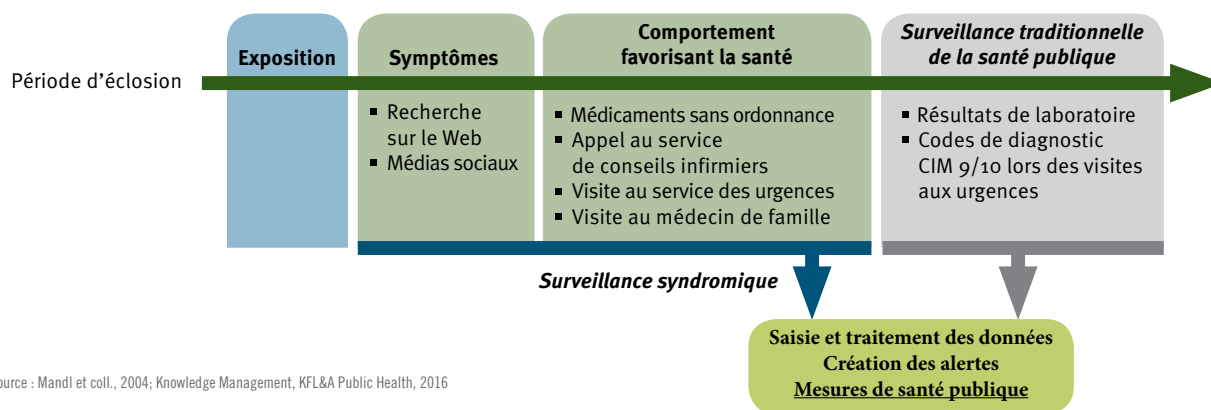 Période d'éclosion
Exposition
Symptômes
▪ Recherche
sur le Web
▪ Médias sociaux
Comportement
favorisant la santé
▪ Médicaments sans ordonnance
▪ Appel au service
de conseils infirmiers
▪ Visite au service des urgences
▪ Visite au médecin de famille
Surveillance traditionnelle
de la santé publique
▪ Résultats de laboratoire
▪ Codes de diagnostic
CIM 9/10 lors des visites
aux urgences
Surveillance syndromique
Saisie et traitement des données
Création des alertes
Mesures de santé publique
ource : Mandl et coll., 2004; Knowledge Management, KFL&A Public Health, 2016